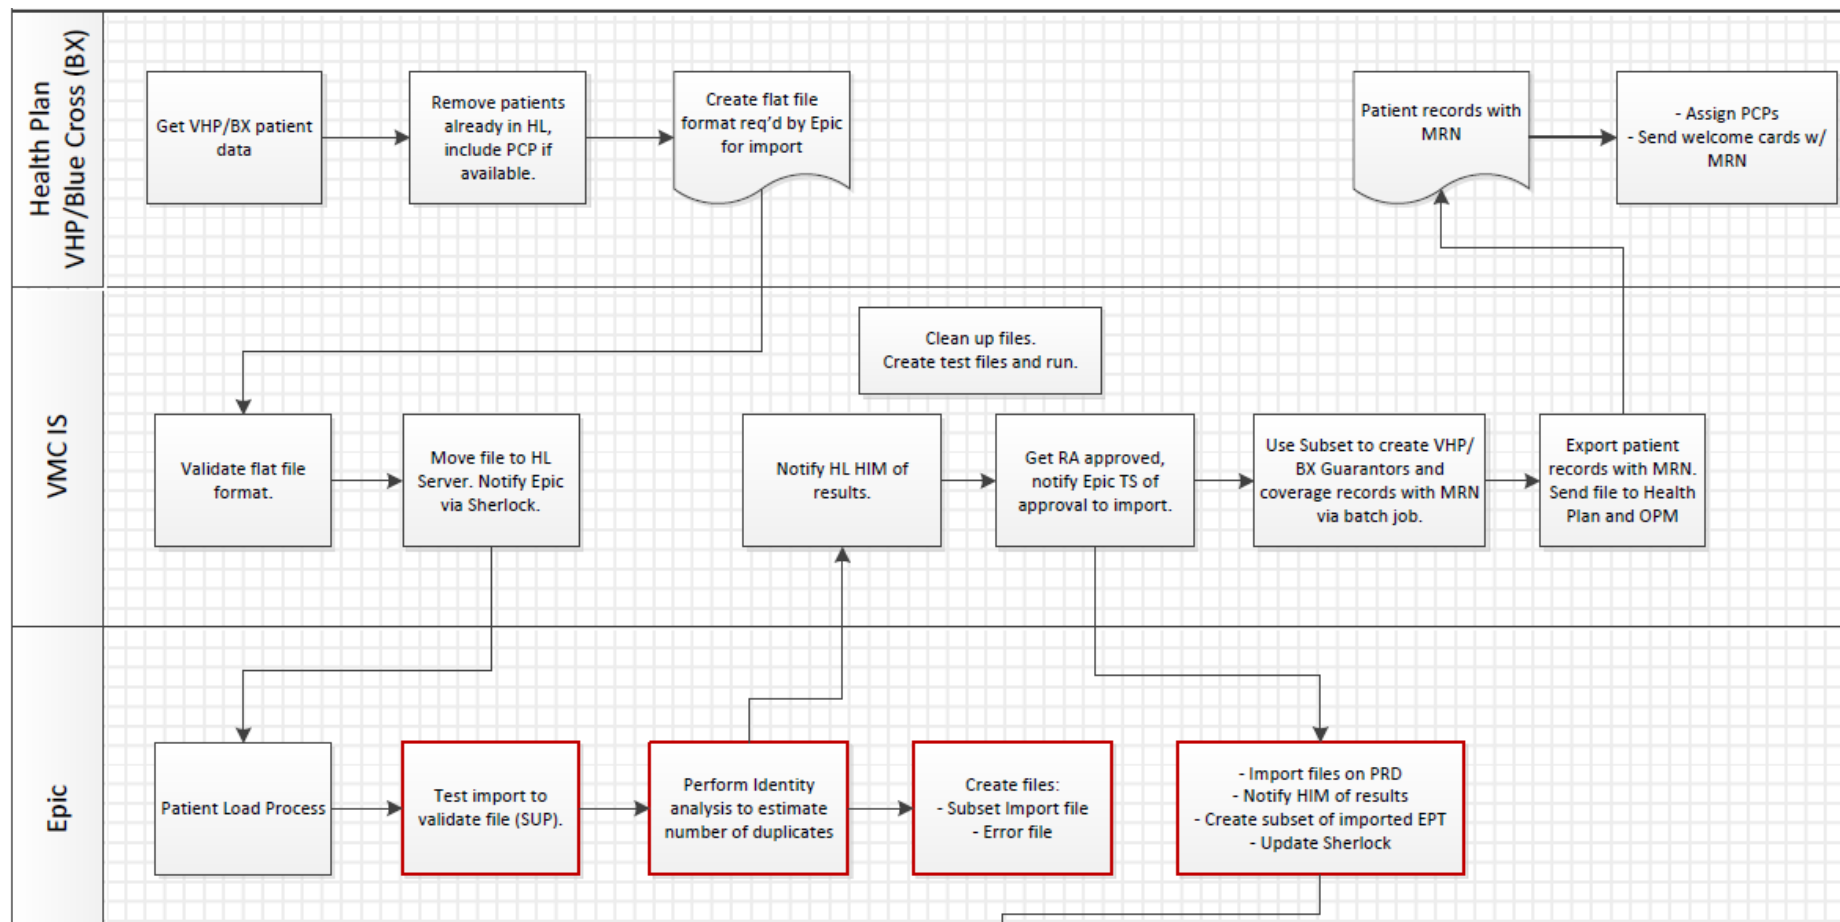 Health Plan
VHP/Blue Cross (BX)
Get VHP/BX patient
data
Remove patients
already in HL,
include PCP if
available.
Create flat file
format req'd by Epic
for import
Patient records with
MRN
- Assign PCPs
- Send welcome cards w/
MRN
VMC IS
Clean up files.
Create test files and run.
Validate flat file
format.
Move file to HL
Server. Notify Epic
via Sherlock.
Notify HL HIM of
results.
Get RA approved,
notify Epic TS of
approval to import.
Use Subset to create VHP/
BX Guarantors and
coverage records with MRN
via batch job.
Export patient
records with MRN.
Send file to Health
Plan and OPM
Epic
Patient Load Process
Test import to
validate file (SUP).
Perform Identity
analysis to estimate
number of duplicates
Create files:
- Subset Import file
- Error file
- Import files on PRD
- Notify HIM of results
- Create subset of imported EPT
- Update Sherlock